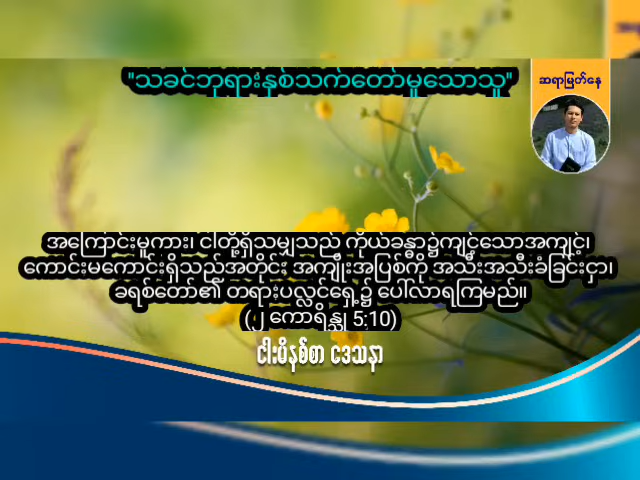 "သခင်ဘုရားနှစ်သက်တော်မူသောသူ"
ဆရာမြတ်နေ
အကြောင်းမူကား၊ ငါတို့ရှိသမျှသည် ကိုယ်ခန္ဓာ၌ကျင့်သောအကျင့်၊
ကောင်းမကောင်းရှိသည်အတိုင်း အကျိုးအပြစ်ကို အသီးအသီးခံခြင်းငှာ၊
ခရစ်တော်၏ တရားပလ္လင်ရှေ့၌ ပေါ်လာရကြမည်။
(၂ ကောရိန္သု 5:10)
ငါးမိနစ်စာ ဒေသနာ